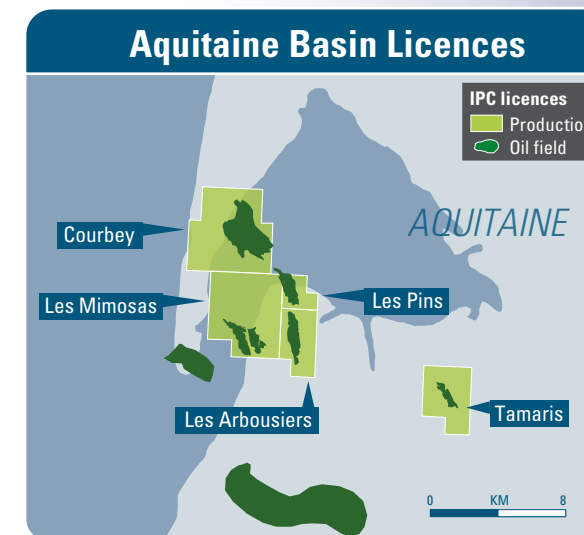 Aquitaine Basin Licences
IPC licences
Productio
Oil field
AQUITAINE
Courbey
Les Mimosas
Les Pins
Les Arbousiers
Tamaris
0 KM 8